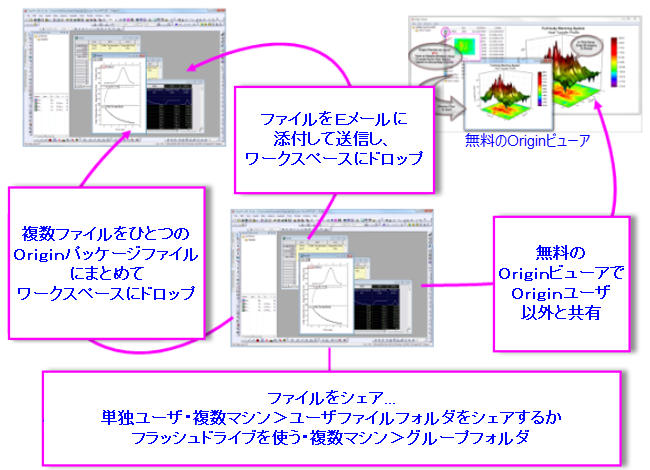 ファイルをEメールに
添付して送信し、
ワークスペースにドロップ
無料のOriginビューア
複数ファイルをひとつの
Originパッケージファイル
にまとめて
ワークスペースにドロップ
無料の
Originビューアで
Originユーザ
以外と共有
ファイルをシェア...
単独ユーザ・複数マシン＞ユーザファイルフォルダをシェアするか
フラッシュドライブを使う・複数マシン＞グループフォルダ